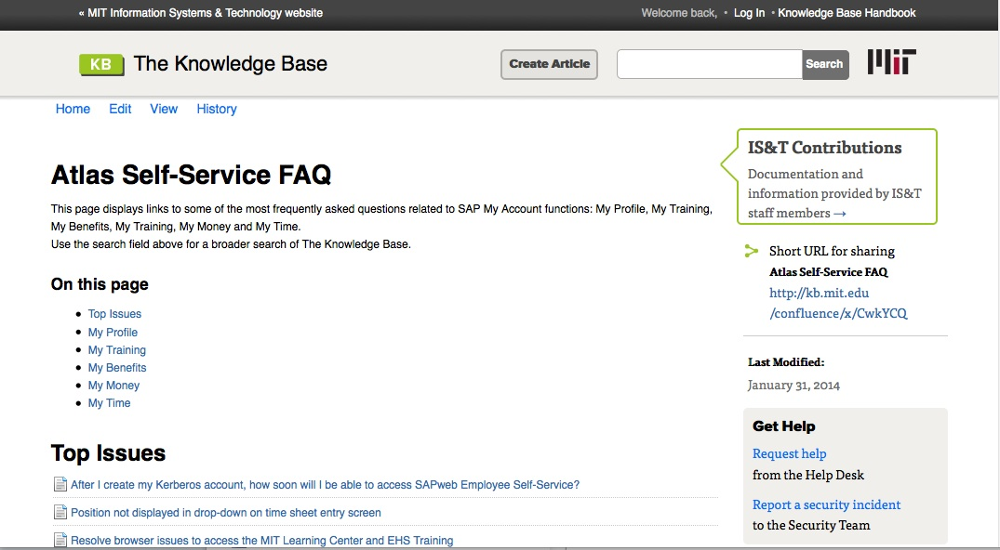 « MIT Information Systems & Technology website
Welcome back, • Log In • Knowledge Base Handbook
KB The Knowledge Base
Create Article
Search
MIT
Home Edit View History
Atlas Self-Service FAQ
This page displays links to some of the most frequently asked questions related to SAP My Account functions: My Profile, My Training,
My Benefits, My Training, My Money and My Time.
Use the search field above for a broader search of The Knowledge Base.
On this page
• Top Issues
• My Profile
• My Training
• My Benefits
• My Money
• My Time
Top Issues
After I create my Kerberos account, how soon will I be able to access SAPweb Employee Self-Service?
Position not displayed in drop-down on time sheet entry screen
Resolve browser issues to access the MIT Learning Center and EHS Training
IS&T Contributions
Documentation and
information provided by IS&T
staff members →
Short URL for sharing
Atlas Self-Service FAQ
http://kb.mit.edu
/confluence/x/CwkYCQ
Last Modified:
January 31, 2014
Get Help
Request help
from the Help Desk
Report a security incident
to the Security Team